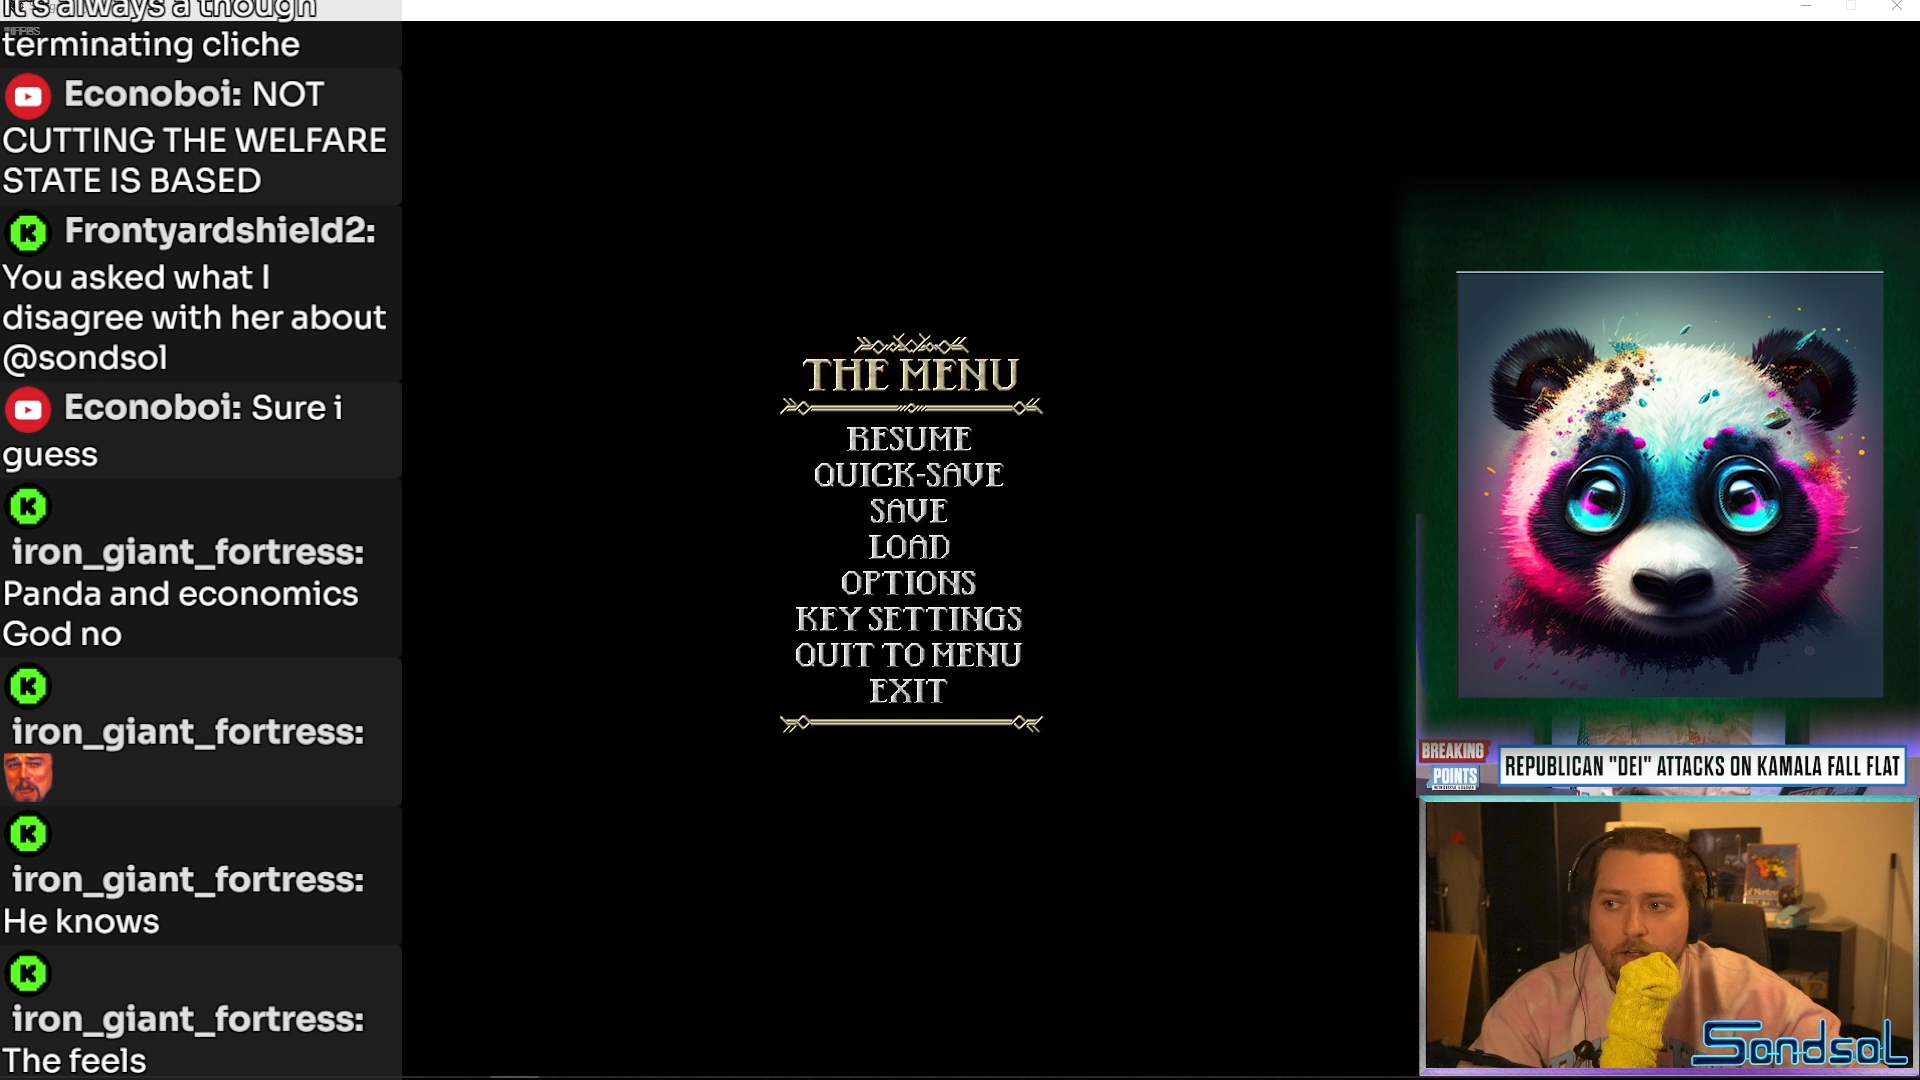 It's always a though
terminating cliche
Econoboi: NOT
CUTTING THE WELFARE
STATE IS BASED
Frontyardshield2:
You asked what I
disagree with her about
@sondsol
Econoboi: Sure i
guess
iron_giant_fortress:
Panda and economics
God no
iron_giant_fortress:
iron_giant_fortress:
He knows
iron_giant_fortress:
The feels
THE MENU
RESUME
QUICK-SAVE
SAVE
LOAD
OPTIONS
KEY SETTINGS
QUIT TO MENU
EXIT
BREAKING
POINTS
REPUBLICAN "DEI" ATTACKS ON KAMALA FALL FLAT
Sondsol